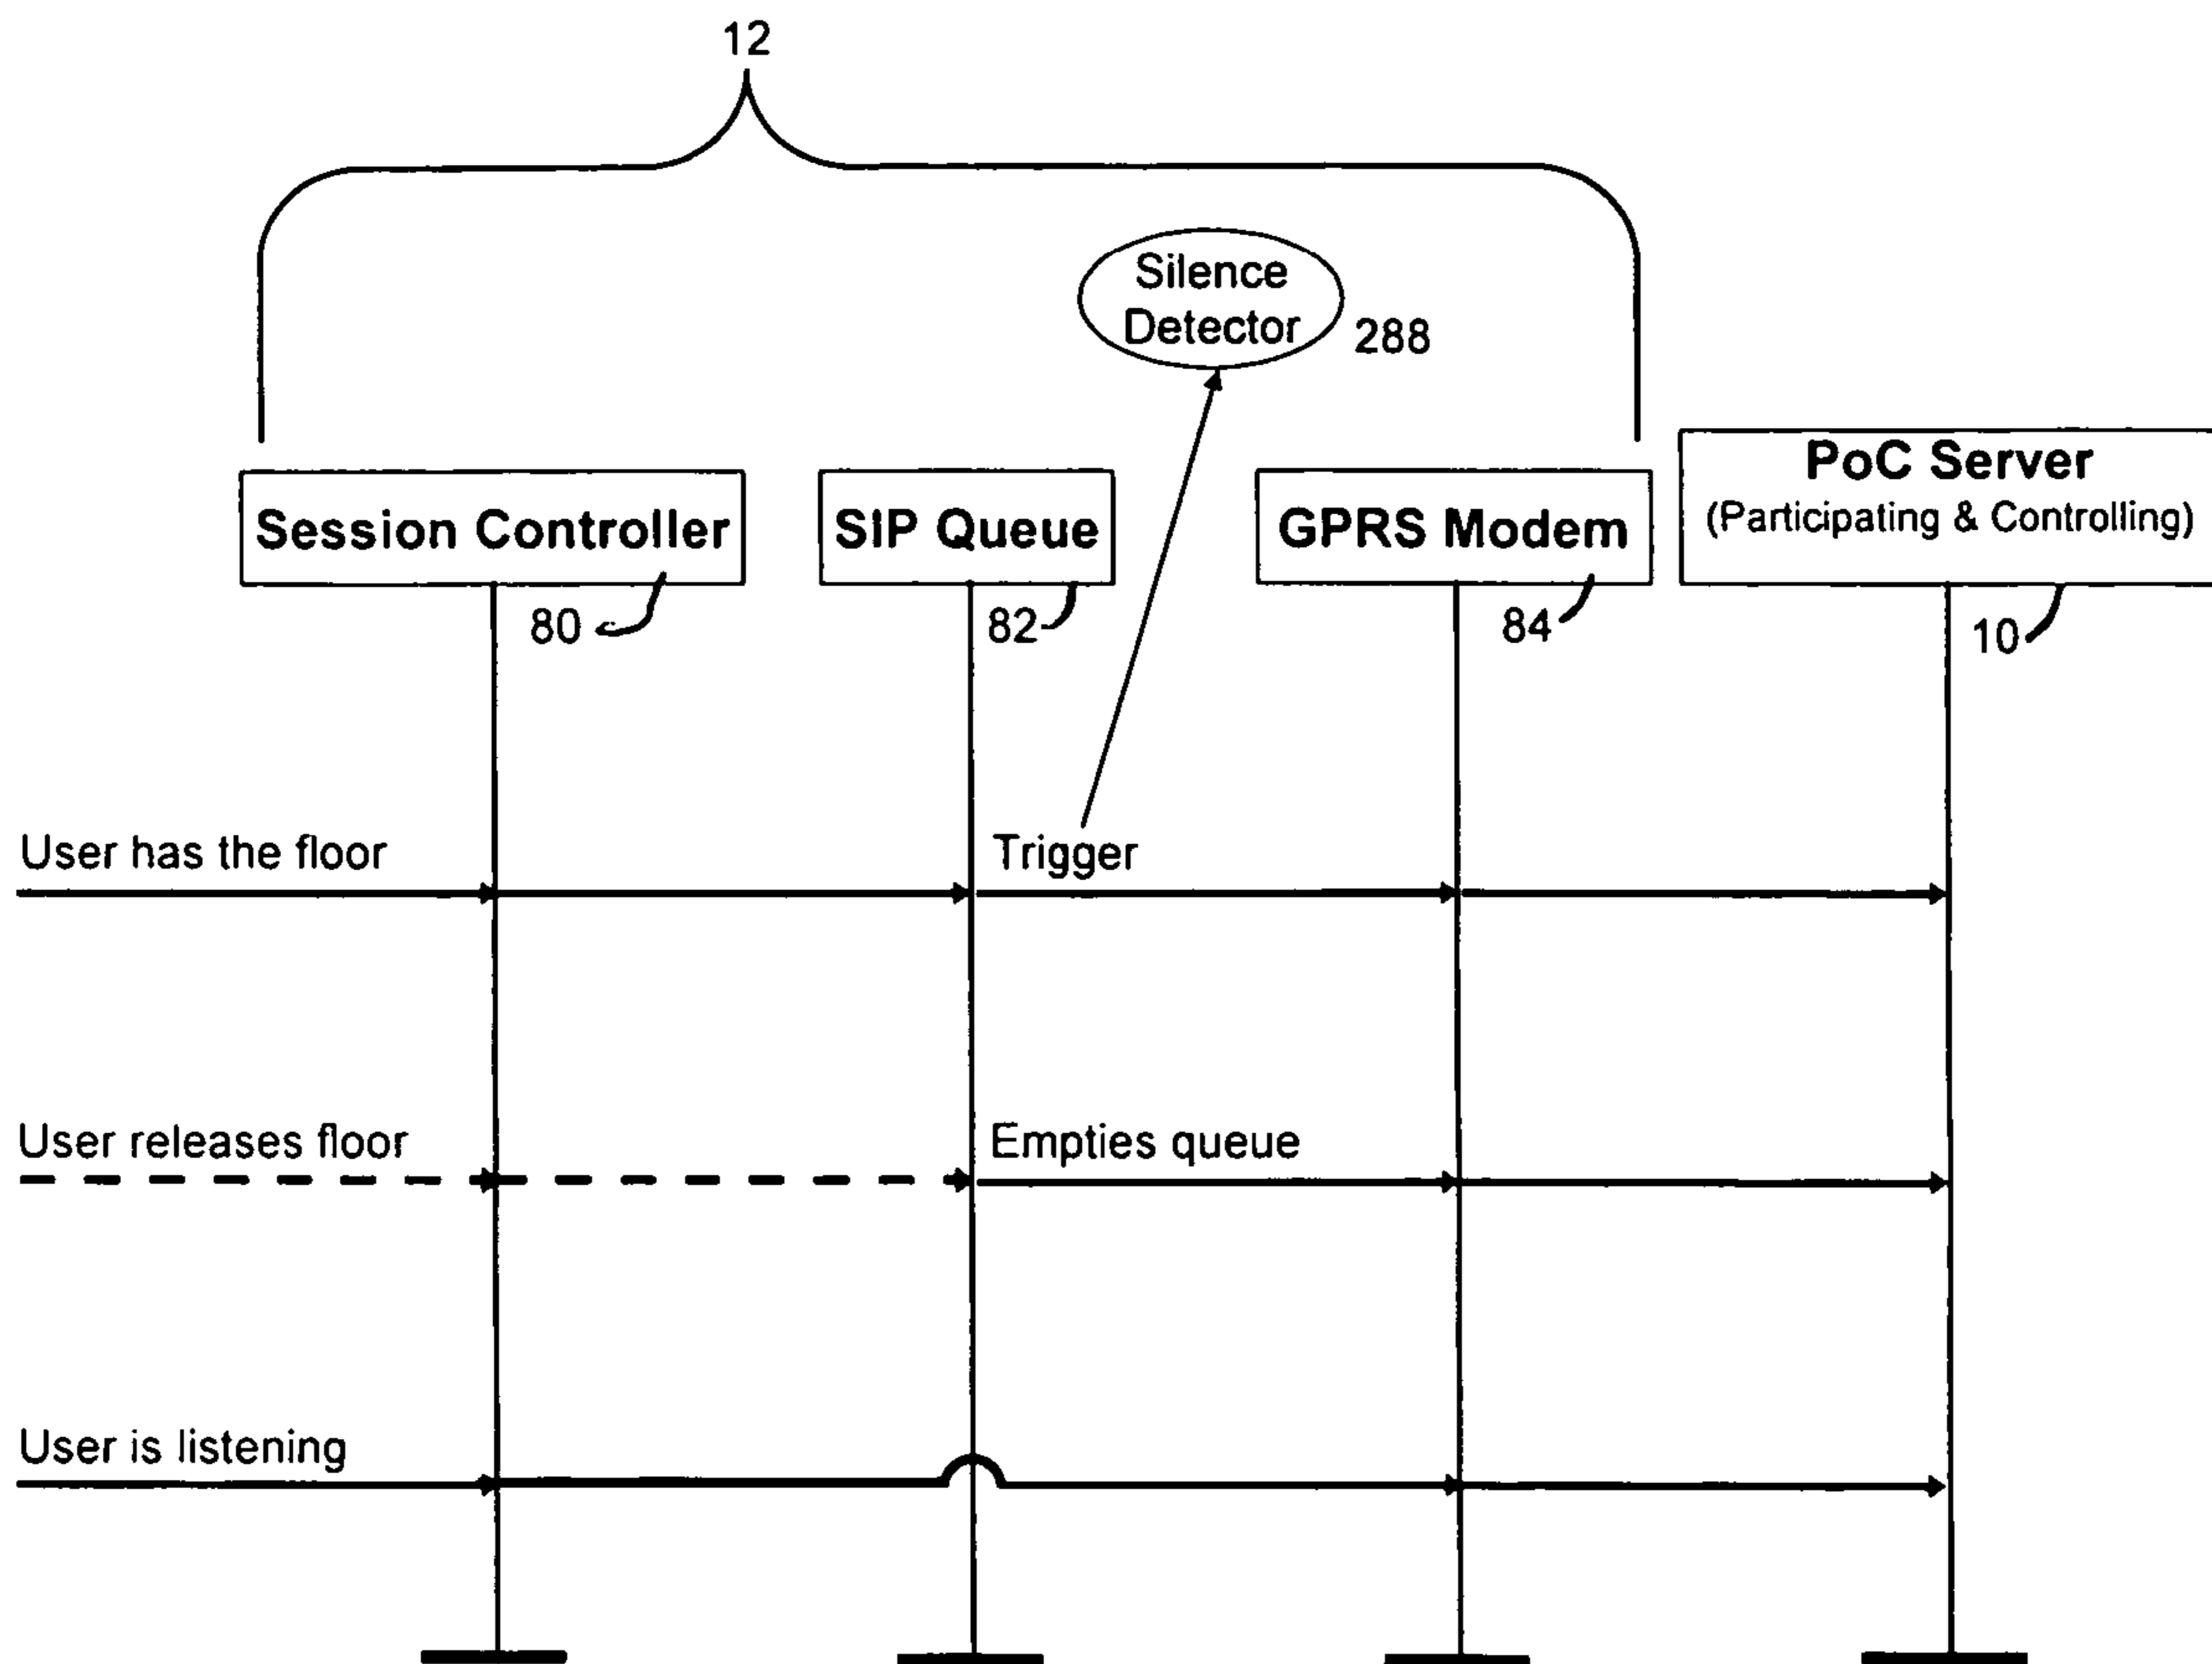 12
Silence
Detector
288
Session Controller
SIP Queue
GPRS Modem
PoC Server
(Participating & Controlling)
80
82
84
10
User has the floor
Trigger
User releases floor
Empties queue
User is listening